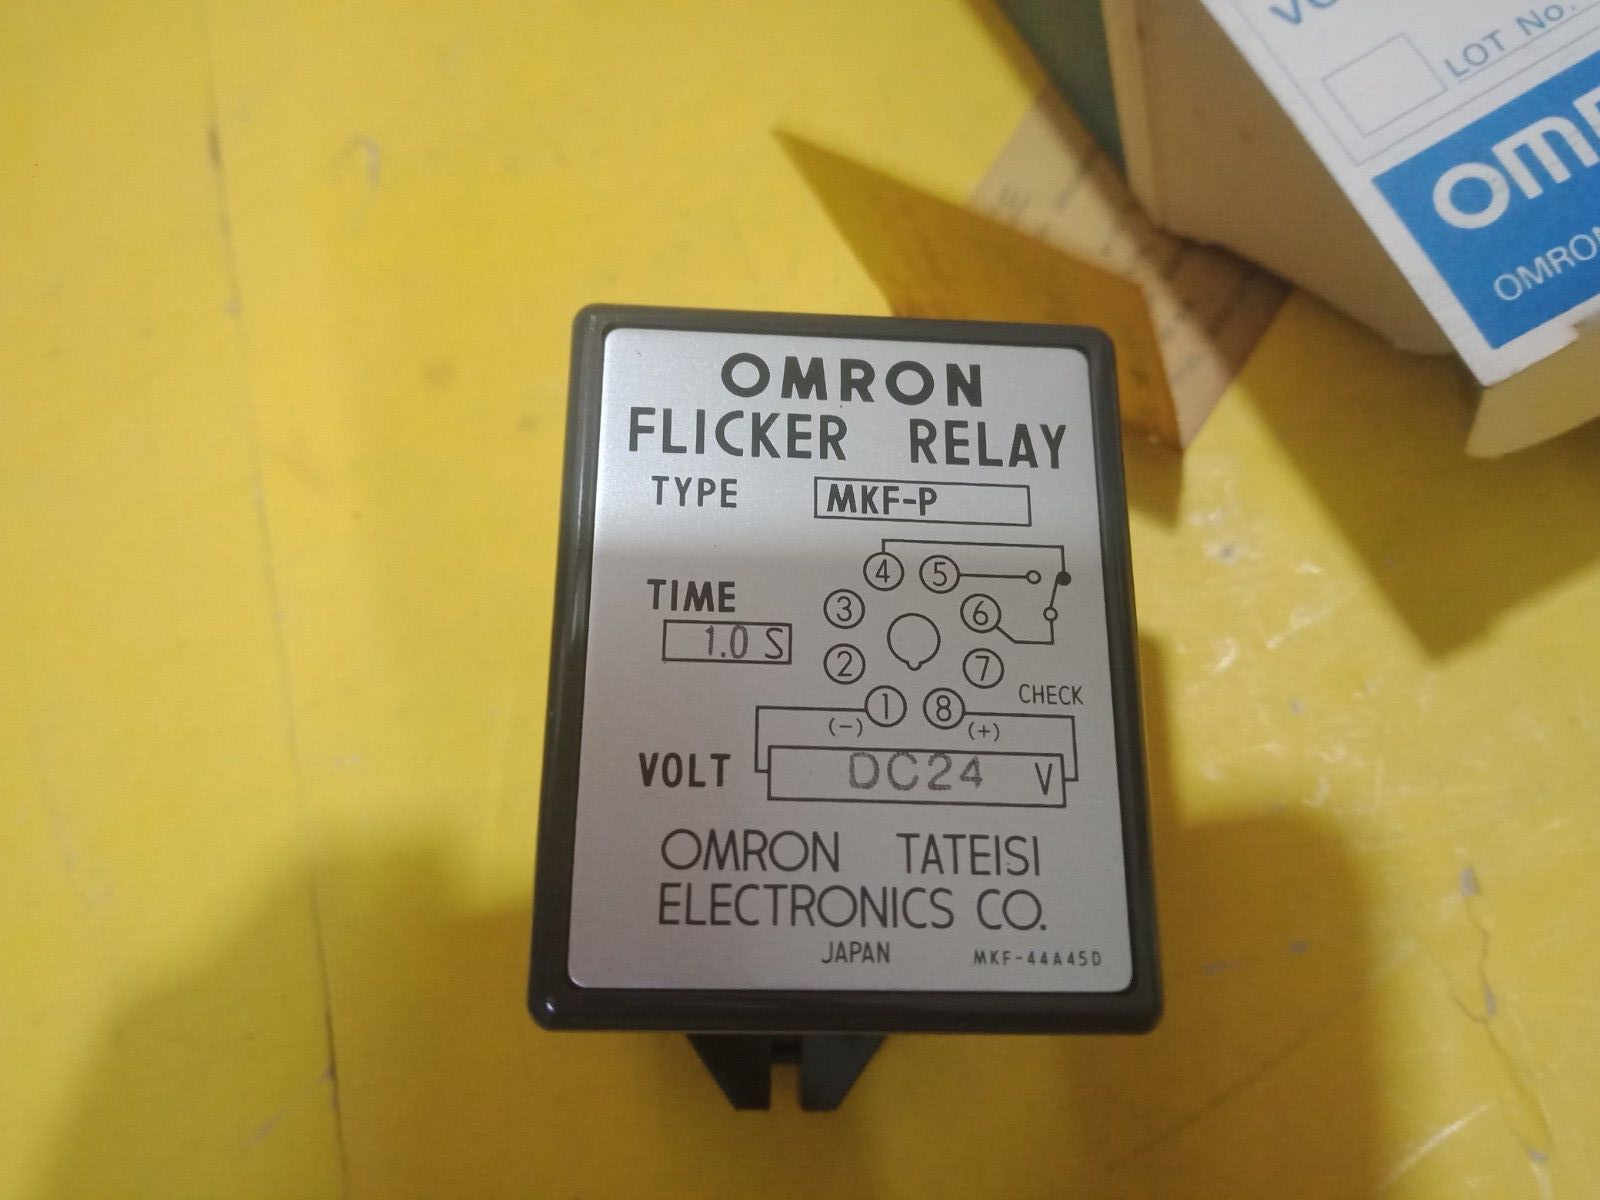 LOT No.
OMRON
FLICKER RELAY
TYPE MKF-P
4 5
TIME 3 6
1.0 S
2 7
CHECK
1 8
(-) (+)
VOLT DC24 V
OMRON TATEISI
ELECTRONICS CO.
JAPAN MKF-44A45D